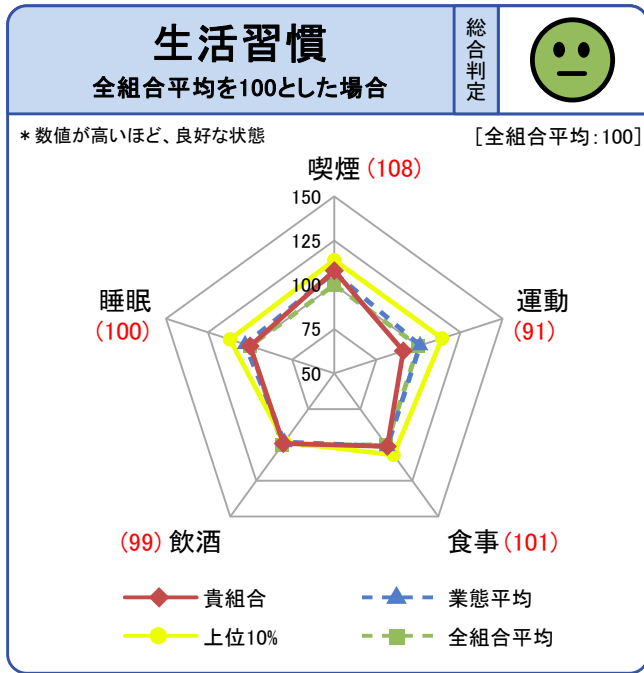 生活習慣
全組合平均を100とした場合
総合判定
*数値が高いほど、良好な状態
[全組合平均:100]
喫煙(108)
150
125
100
75
50
睡眠
(100)
運動
(91)
(99)飲酒
食事(101)
貴組合
業態平均
上位10%
全組合平均